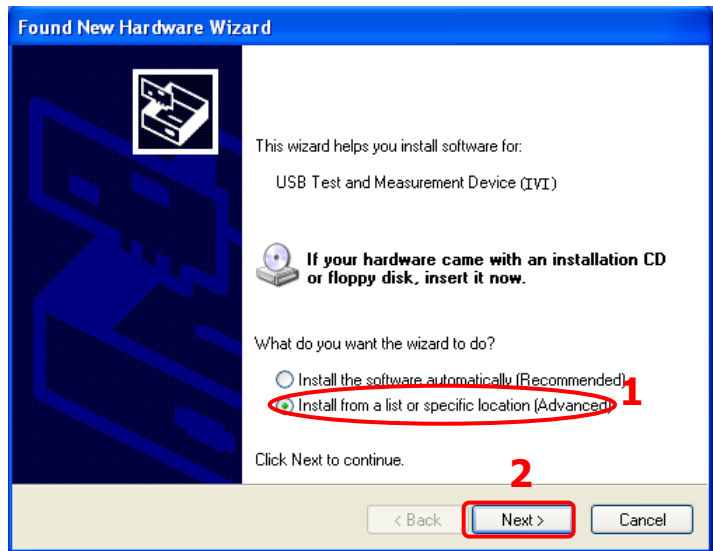 Found New Hardware Wizard
This wizard helps you install software for:
USB Test and Measurement Device (IVI)
If your hardware came with an installation CD
or floppy disk, insert it now.
What do you want the wizard to do?
Install the software automatically (Recommended)
1
Install from a list or specific location (Advanced)
Click Next to continue.
2
< Back
Next >
Cancel